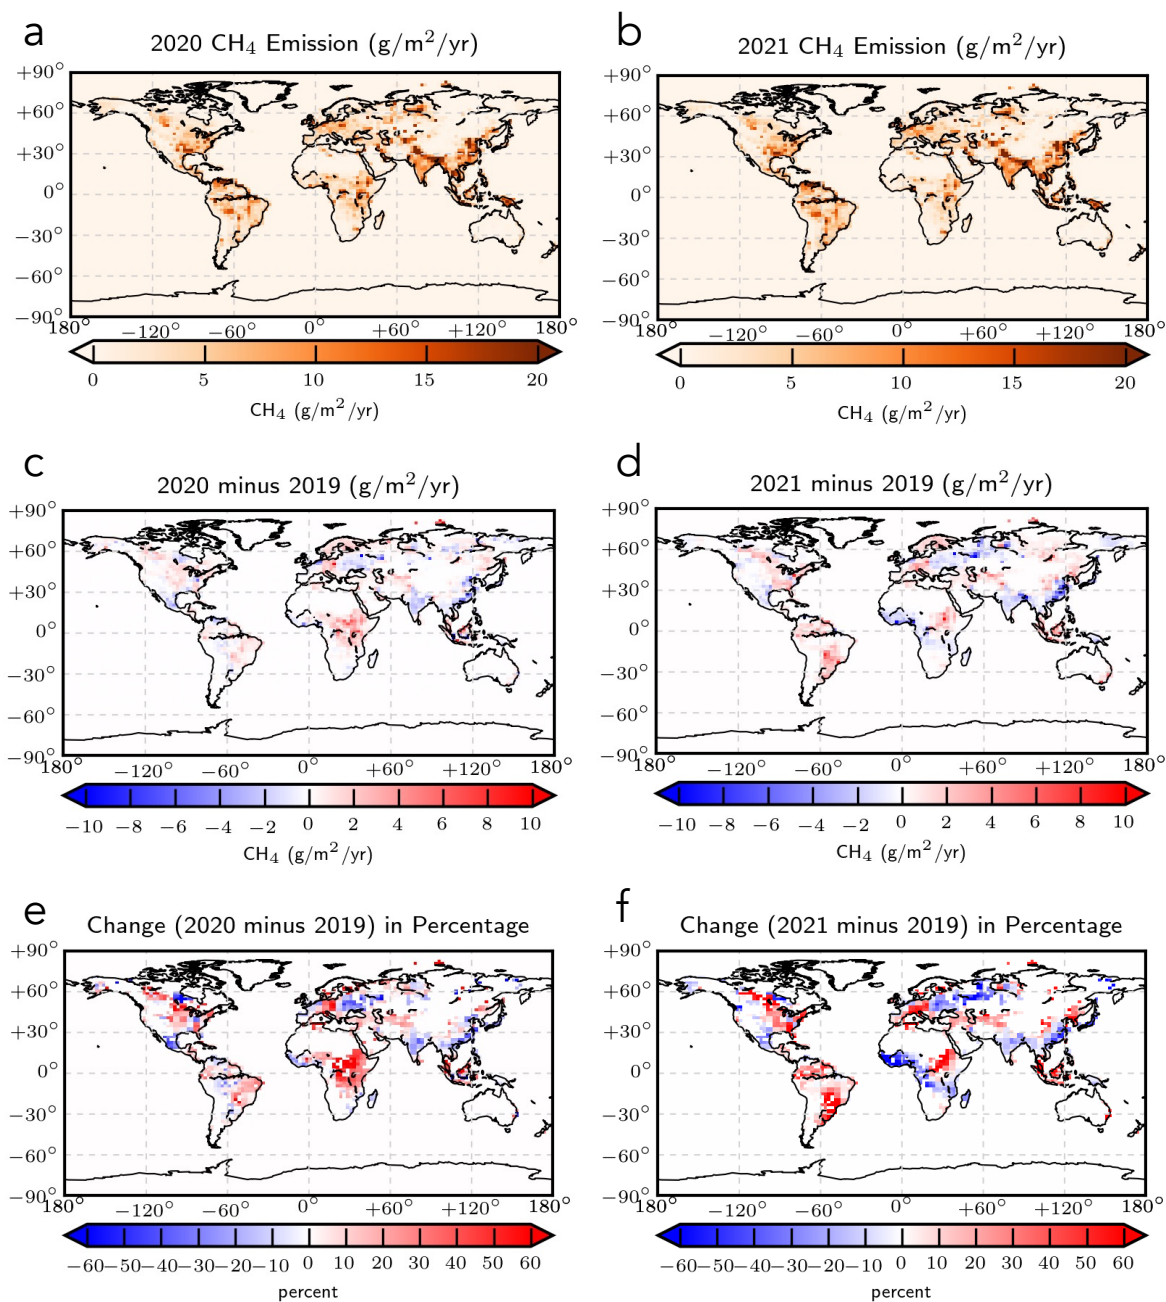 a
2020 CH₄ Emission (g/m²/yr)
+90°
+60°
+30°
0°
−30°
−60°
−90°
180° −120° −60° 0° +60° +120° 180°
0 5 10 15 20
CH₄ (g/m²/yr)
b
2021 CH₄ Emission (g/m²/yr)
+90°
+60°
+30°
0°
−30°
−60°
−90°
180° −120° −60° 0° +60° +120° 180°
0 5 10 15 20
CH₄ (g/m²/yr)
c
2020 minus 2019 (g/m²/yr)
+90°
+60°
+30°
0°
−30°
−60°
−90°
180° −120° −60° 0° +60° +120° 180°
−10 −8 −6 −4 −2 0 2 4 6 8 10
CH₄ (g/m²/yr)
d
2021 minus 2019 (g/m²/yr)
+90°
+60°
+30°
0°
−30°
−60°
−90°
180° −120° −60° 0° +60° +120° 180°
−10 −8 −6 −4 −2 0 2 4 6 8 10
CH₄ (g/m²/yr)
e
Change (2020 minus 2019) in Percentage
+90°
+60°
+30°
0°
−30°
−60°
−90°
180° −120° −60° 0° +60° +120° 180°
−60 −50 −40 −30 −20 −10 0 10 20 30 40 50 60
percent
f
Change (2021 minus 2019) in Percentage
+90°
+60°
+30°
0°
−30°
−60°
−90°
180° −120° −60° 0° +60° +120° 180°
−60 −50 −40 −30 −20 −10 0 10 20 30 40 50 60
percent